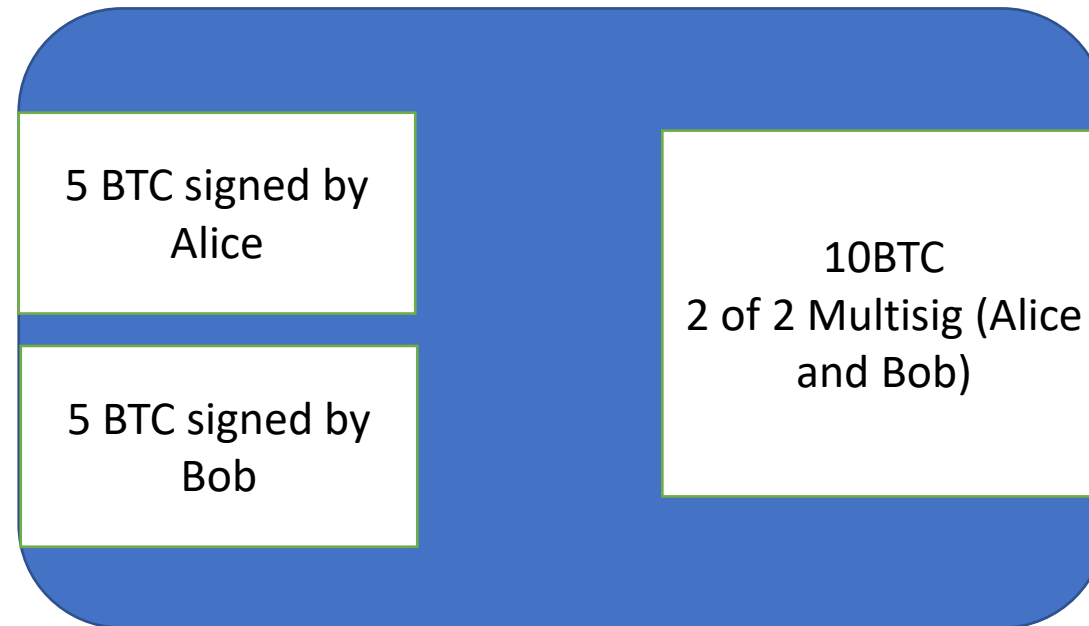 5 BTC signed by
Alice
5 BTC signed by
Bob
10BTC
2 of 2 Multisig (Alice
and Bob)